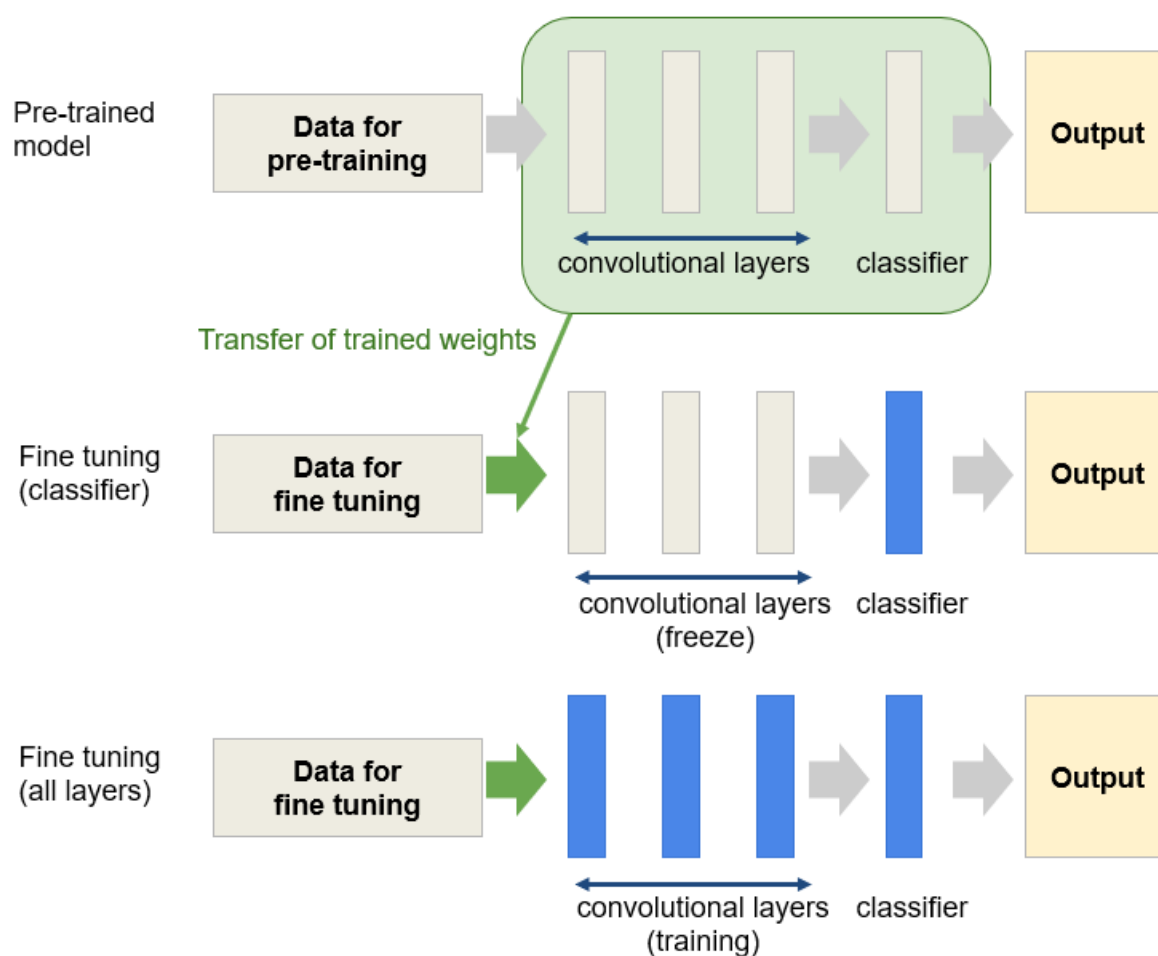 Pre-trained
model
Data for
pre-training
convolutional layers
classifier
Output
Transfer of trained weights
Fine tuning
(classifier)
Data for
fine tuning
convolutional layers
(freeze)
classifier
Output
Fine tuning
(all layers)
Data for
fine tuning
convolutional layers
(training)
classifier
Output